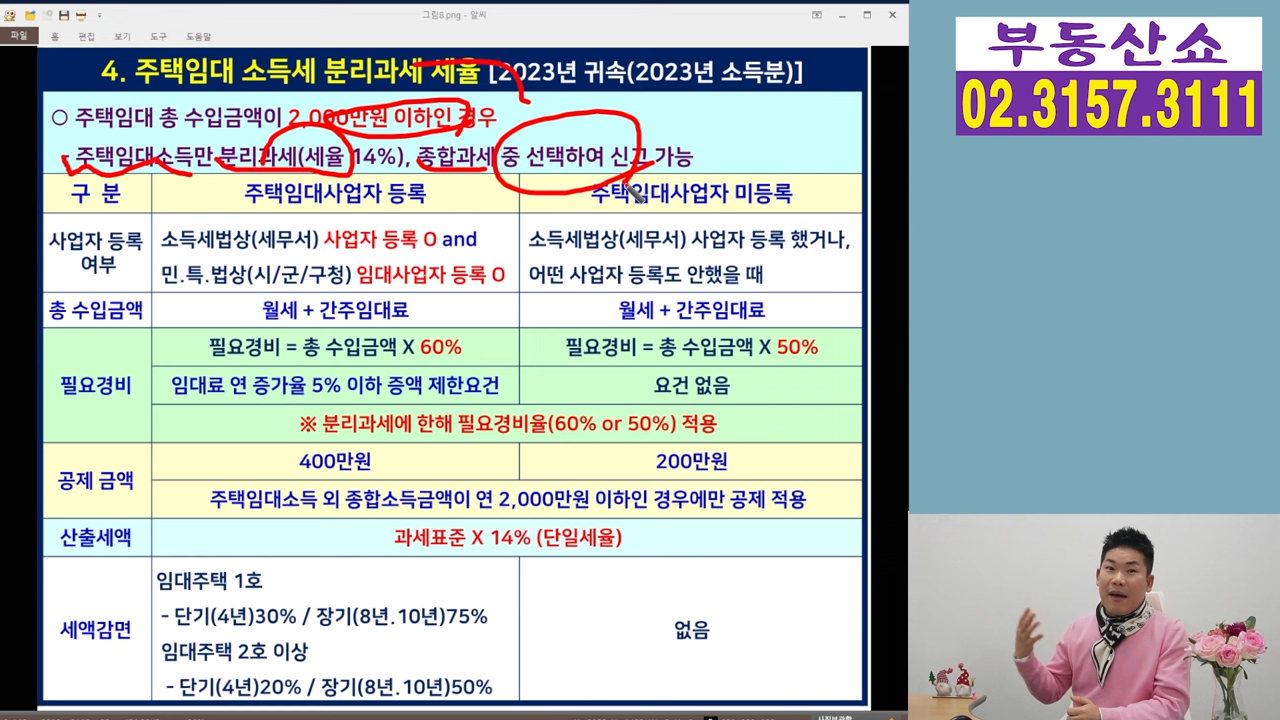 그림8.png - 알씨
파일 홈 편집 보기 도구 도움말
4. 주택임대 소득세 분리과세 세율 [2023년 귀속(2023년 소득분)]
○ 주택임대 총 수입금액이 2,000만원 이하인 경우
주택임대소득만 분리과세(세율 14%), 종합과세 중 선택하여 신고 가능
구 분 주택임대사업자 등록 주택임대사업자 미등록
사업자 등록 여부
소득세법상(세무서) 사업자 등록 O and
민.특.법상(시/군/구청) 임대사업자 등록 O
소득세법상(세무서) 사업자 등록 했거나,
어떤 사업자 등록도 안했을 때
총 수입금액 월세 + 간주임대료 월세 + 간주임대료
필요경비
필요경비 = 총 수입금액 X 60% 필요경비 = 총 수입금액 X 50%
임대료 연 증가율 5% 이하 증액 제한요건 요건 없음
※ 분리과세에 한해 필요경비율(60% or 50%) 적용
공제 금액
400만원 200만원
주택임대소득 외 종합소득금액이 연 2,000만원 이하인 경우에만 공제 적용
산출세액 과세표준 X 14% (단일세율)
세액감면
임대주택 1호
- 단기(4년)30% / 장기(8년.10년)75%
임대주택 2호 이상
- 단기(4년)20% / 장기(8년.10년)50%
없음
부동산쇼
02.3157.3111